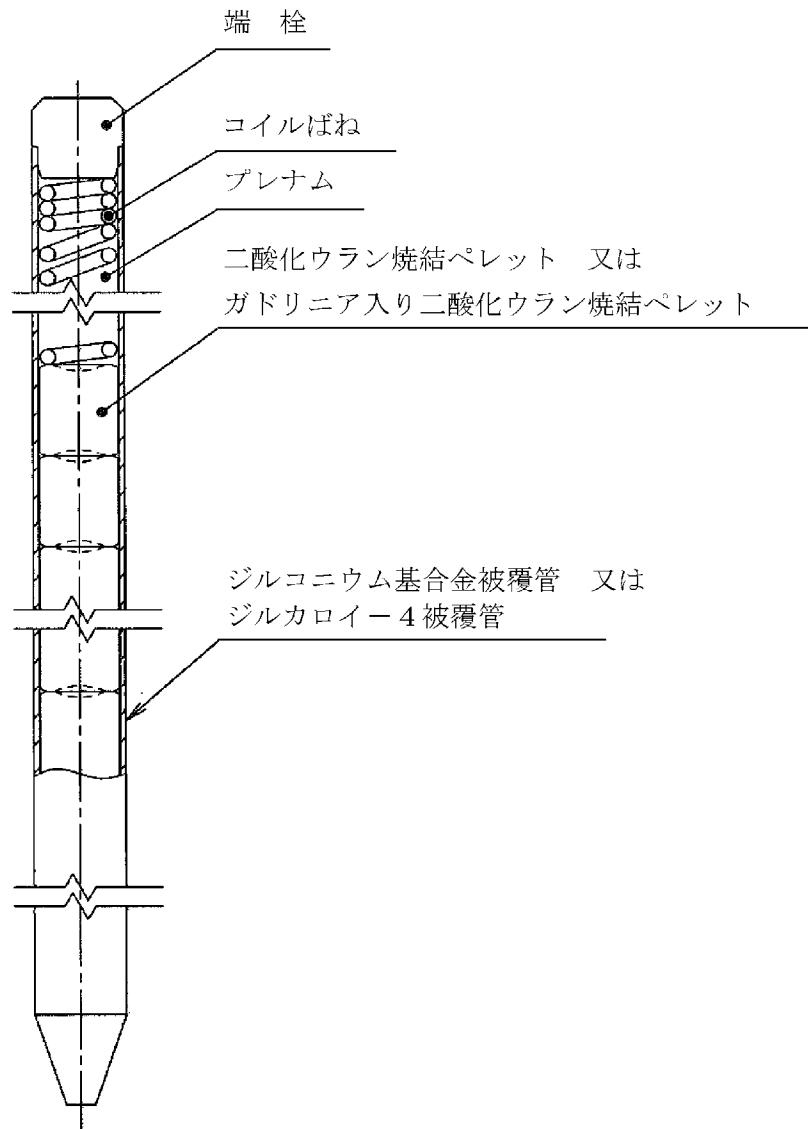 端　栓
コイルばね
プレナム
二酸化ウラン焼結ペレット　又は
ガドリニア入り二酸化ウラン焼結ペレット
ジルコニウム基合金被覆管　又は
ジルカロイ－４被覆管